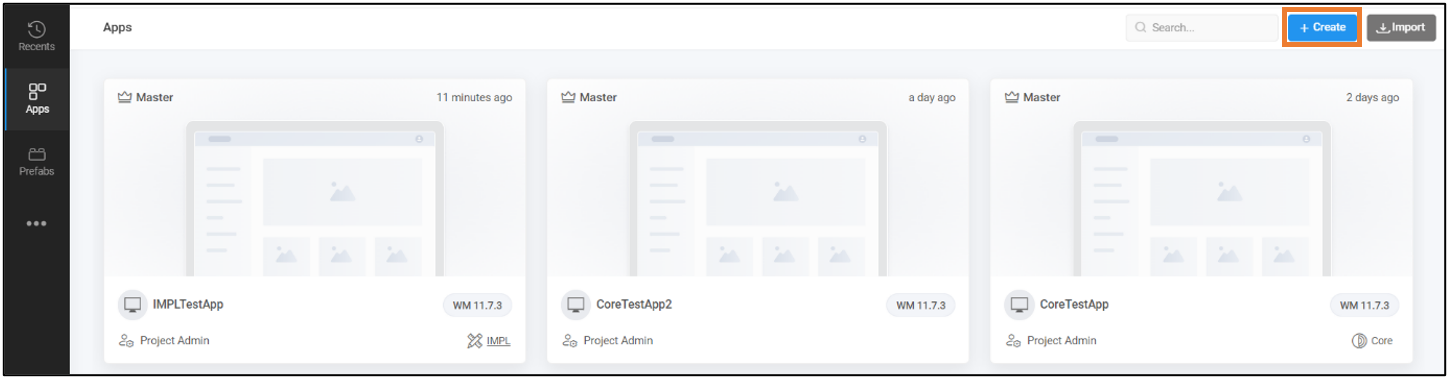 Recents
Apps
Prefabs
Apps
Search...
+ Create
Import
Master
11 minutes ago
IMPLTestApp
WM 11.7.3
Project Admin
IMPL
Master
a day ago
CoreTestApp2
WM 11.7.3
Project Admin
Master
2 days ago
CoreTestApp
WM 11.7.3
Project Admin
Core